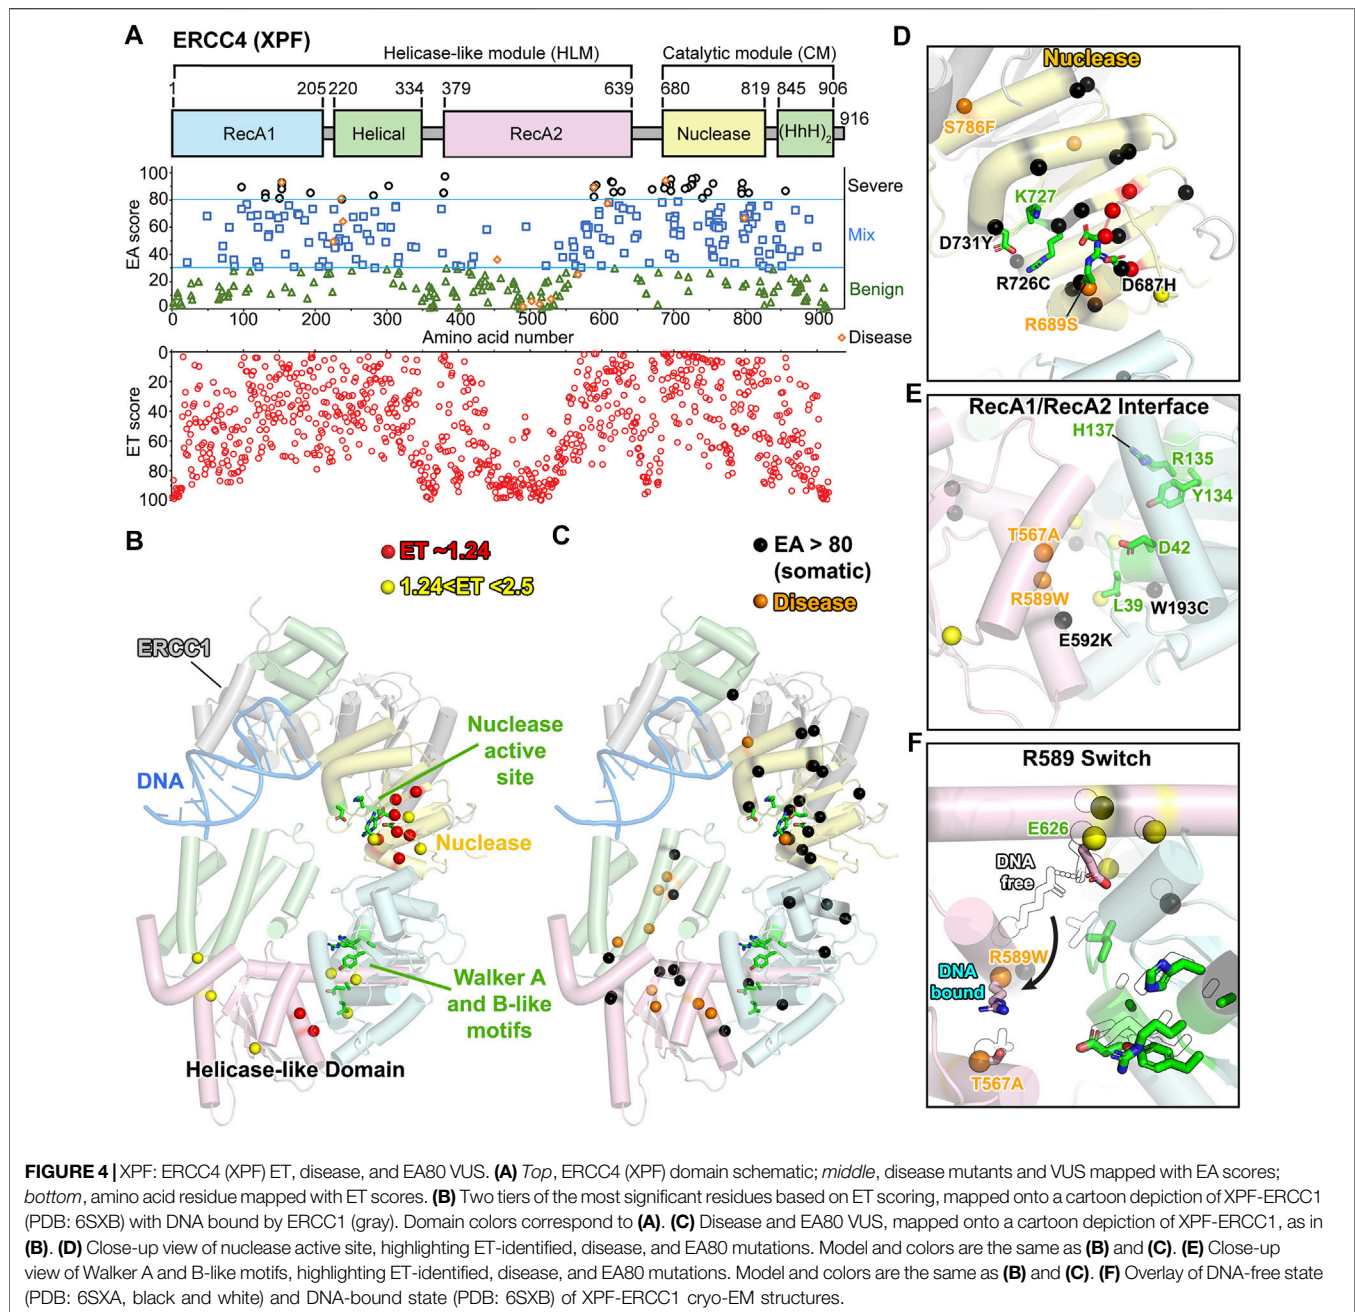 A
ERCC4 (XPF)
Helicase-like module (HLM)
Catalytic module (CM)
1 205 220 334 379 639 680 819 845 906
916
RecA1 Helical RecA2 Nuclease (HhH)2
EA score
100
80
60
40
20
0
Severe
Mix
Benign
0 100 200 300 400 500 600 700 800 900
Amino acid number
Disease
ET score
0
20
40
60
80
100
B
ET ~1.24
1.24<ET <2.5
ERCC1
DNA
Nuclease
active
site
Nuclease
Walker A
and B-like
motifs
Helicase-like Domain
C
EA > 80
(somatic)
Disease
D
Nuclease
S786F
K727
D731Y
R726C
D687H
R689S
E
RecA1/RecA2 Interface
H137
R135
Y134
T567A
D42
R589W
L39
W193C
E592K
F
R589 Switch
E626
DNA
free
R589W
DNA
bound
T567A
FIGURE 4 | XPF: ERCC4 (XPF) ET, disease, and EA80 VUS. (A) Top, ERCC4 (XPF) domain schematic; middle, disease mutants and VUS mapped with EA scores;
bottom, amino acid residue mapped with ET scores. (B) Two tiers of the most significant residues based on ET scoring, mapped onto a cartoon depiction of XPF-ERCC1
(PDB: 6SXB) with DNA bound by ERCC1 (gray). Domain colors correspond to (A). (C) Disease and EA80 VUS, mapped onto a cartoon depiction of XPF-ERCC1, as in
(B). (D) Close-up view of nuclease active site, highlighting ET-identified, disease, and EA80 mutations. Model and colors are the same as (B) and (C). (E) Close-up
view of Walker A and B-like motifs, highlighting ET-identified, disease, and EA80 mutations. Model and colors are the same as (B) and (C). (F) Overlay of DNA-free state
(PDB: 6SXA, black and white) and DNA-bound state (PDB: 6SXB) of XPF-ERCC1 cryo-EM structures.